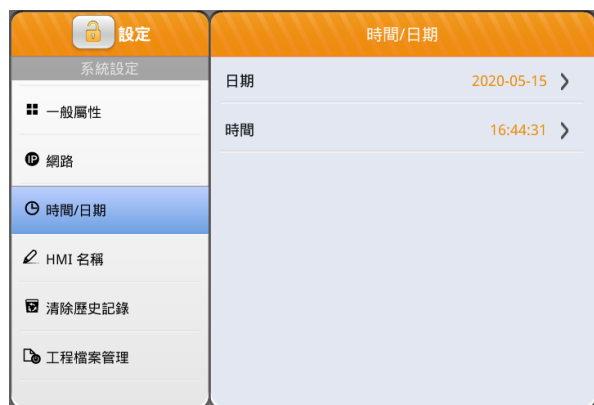 設定
系統設定
一般屬性
IP 網路
時間/日期
HMI 名稱
清除歷史記錄
工程檔案管理
時間/日期
日期 2020-05-15
時間 16:44:31